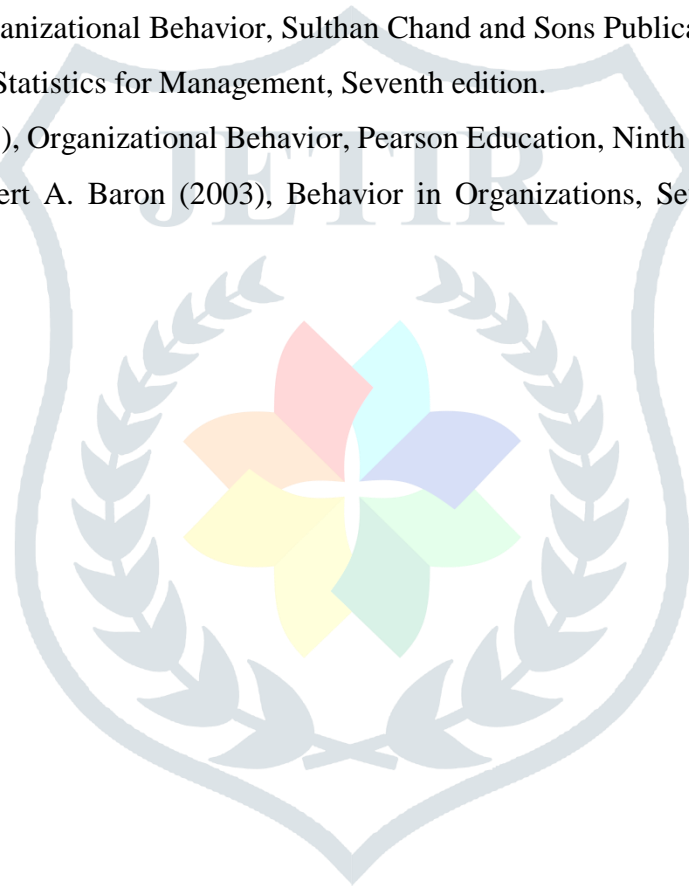 anizational Behavior, Sulthan Chand and Sons Publica
Statistics for Management, Seventh edition.
), Organizational Behavior, Pearson Education, Ninth
ert A. Baron (2003), Behavior in Organizations, Se
JETIR